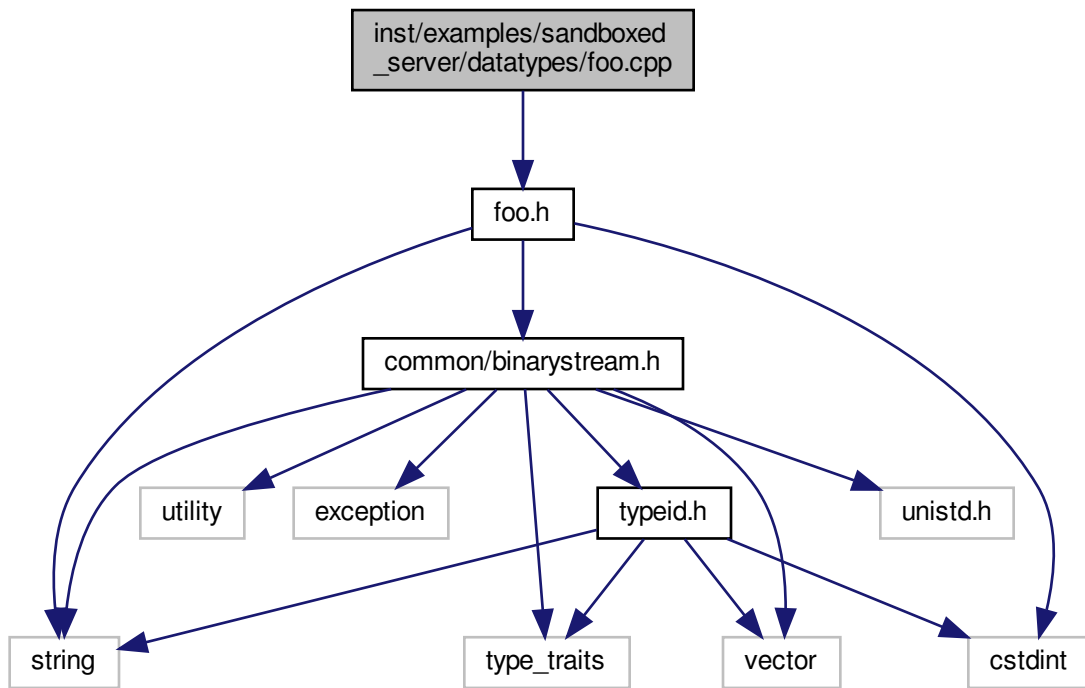 inst/examples/sandboxed
_server/datatypes/foo.cpp
foo.h
common/binarystream.h
utility
exception
typeid.h
unistd.h
string
type_traits
vector
cstdint